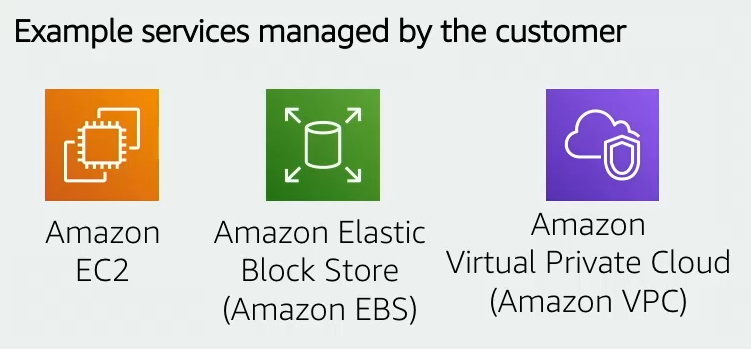 Example services managed by the customer
Amazon
EC2
Amazon Elastic
Block Store
(Amazon EBS)
Amazon
Virtual Private Cloud
(Amazon VPC)